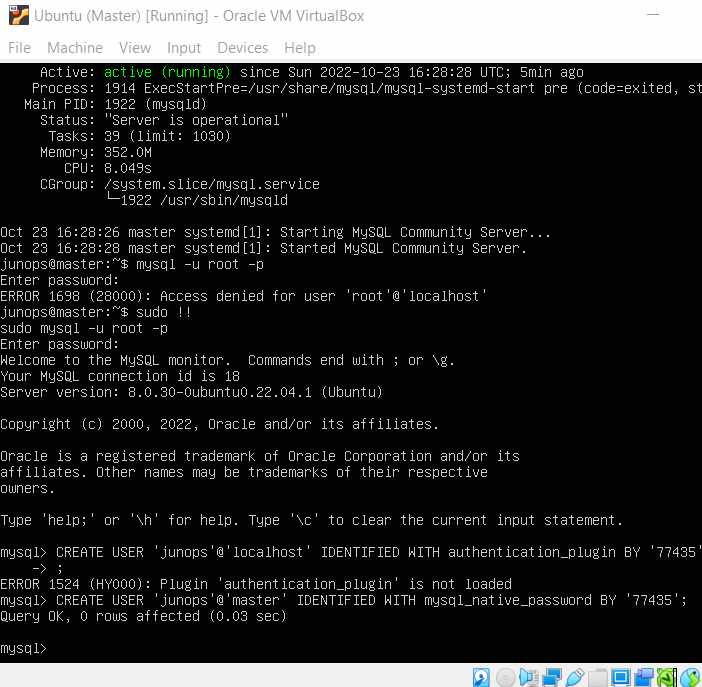 Ubuntu (Master) [Running] - Oracle VM VirtualBox
File Machine View Input Devices Help
Active: active (running) since Sun 2022-10-23 16:28:28 UTC; 5min ago
Process: 1914 ExecStartPre=/usr/share/mysql/mysql-systemd-start pre (code=exited, st
Main PID: 1922 (mysqld)
Status: "Server is operational"
Tasks: 39 (limit: 1030)
Memory: 352.0M
CPU: 8.049s
CGroup: /system.slice/mysql.service
└─1922 /usr/sbin/mysqld
Oct 23 16:28:26 master systemd[1]: Starting MySQL Community Server...
Oct 23 16:28:28 master systemd[1]: Started MySQL Community Server.
junops@master:~$ mysql -u root -p
Enter password:
ERROR 1698 (28000): Access denied for user 'root'@'localhost'
junops@master:~$ sudo !!
sudo mysql -u root -p
Enter password:
Welcome to the MySQL monitor.  Commands end with ; or \g.
Your MySQL connection id is 18
Server version: 8.0.30-0ubuntu0.22.04.1 (Ubuntu)
Copyright (c) 2000, 2022, Oracle and/or its affiliates.
Oracle is a registered trademark of Oracle Corporation and/or its
affiliates. Other names may be trademarks of their respective
owners.
Type 'help;' or '\h' for help. Type '\c' to clear the current input statement.
mysql> CREATE USER 'junops'@'localhost' IDENTIFIED WITH authentication_plugin BY '77435'
-> ;
ERROR 1524 (HY000): Plugin 'authentication_plugin' is not loaded
mysql> CREATE USER 'junops'@'master' IDENTIFIED WITH mysql_native_password BY '77435';
Query OK, 0 rows affected (0.03 sec)
mysql>